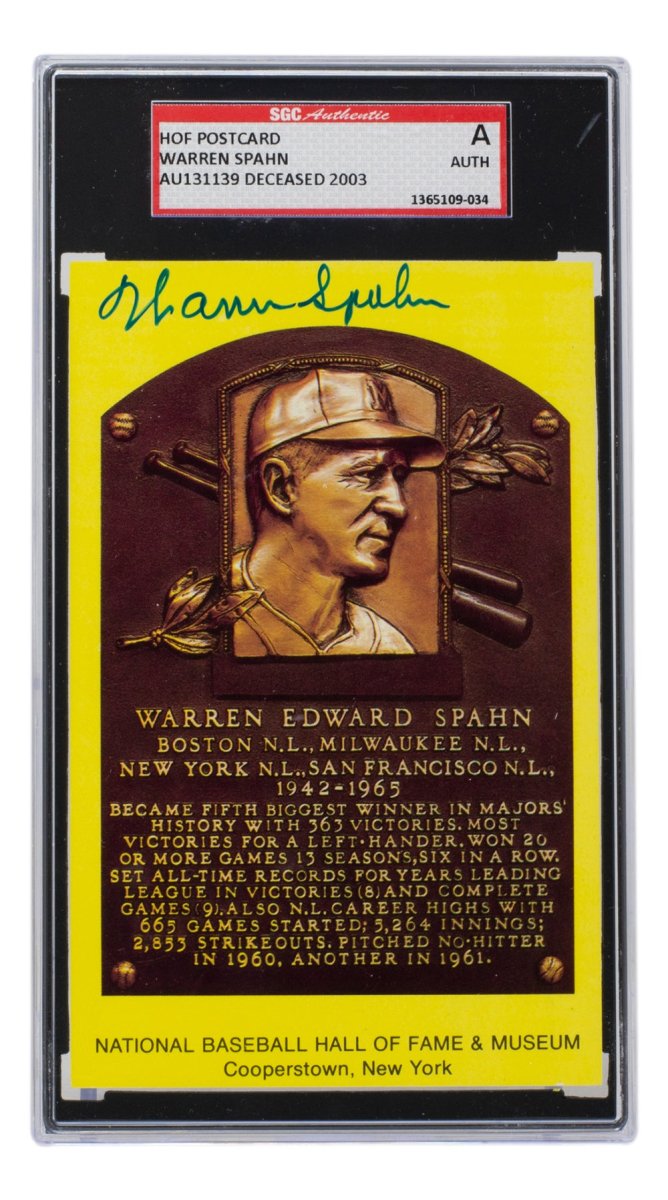 SGC Authentic
HOF POSTCARD
WARREN SPAHN
AU131139 DECEASED 2003
A
AUTH
1365109-034
Warren Spahn
M
WARREN EDWARD SPAHN
BOSTON N.L., MILWAUKEE N.L.,
NEW YORK N.L., SAN FRANCISCO N.L.,
1942-1965
BECAME FIFTH BIGGEST WINNER IN MAJORS'
HISTORY WITH 363 VICTORIES. MOST
VICTORIES FOR A LEFT-HANDER. WON 20
OR MORE GAMES 13 SEASONS, SIX IN A ROW.
SET ALL-TIME RECORDS FOR YEARS LEADING
LEAGUE IN VICTORIES (8) AND COMPLETE
GAMES (9). ALSO N.L. CAREER HIGHS WITH
665 GAMES STARTED; 5,264 INNINGS;
2,853 STRIKEOUTS. PITCHED NO-HITTER
IN 1960, ANOTHER IN 1961.
NATIONAL BASEBALL HALL OF FAME & MUSEUM
Cooperstown, New York